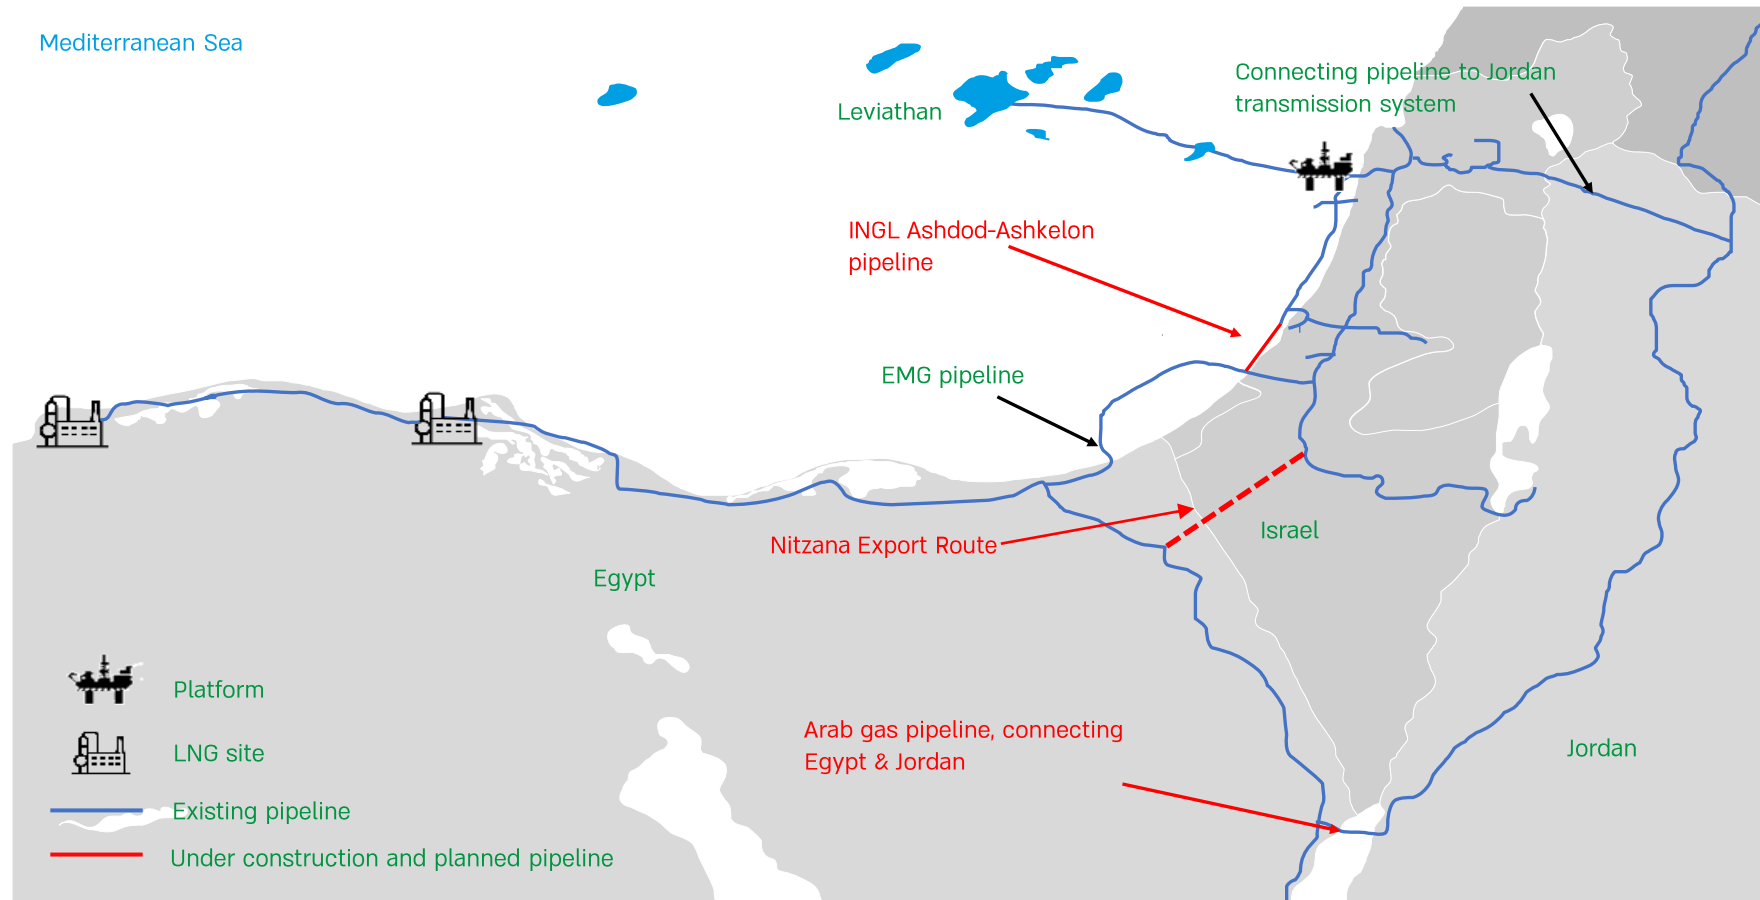 Mediterranean Sea
Connecting pipeline to Jordan
transmission system
Leviathan
INGL Ashdod-Ashkelon
pipeline
EMG pipeline
Israel
Nitzana Export Route
Egypt
Platform
LNG site
Existing pipeline
Under construction and planned pipeline
Arab gas pipeline, connecting
Egypt & Jordan
Jordan